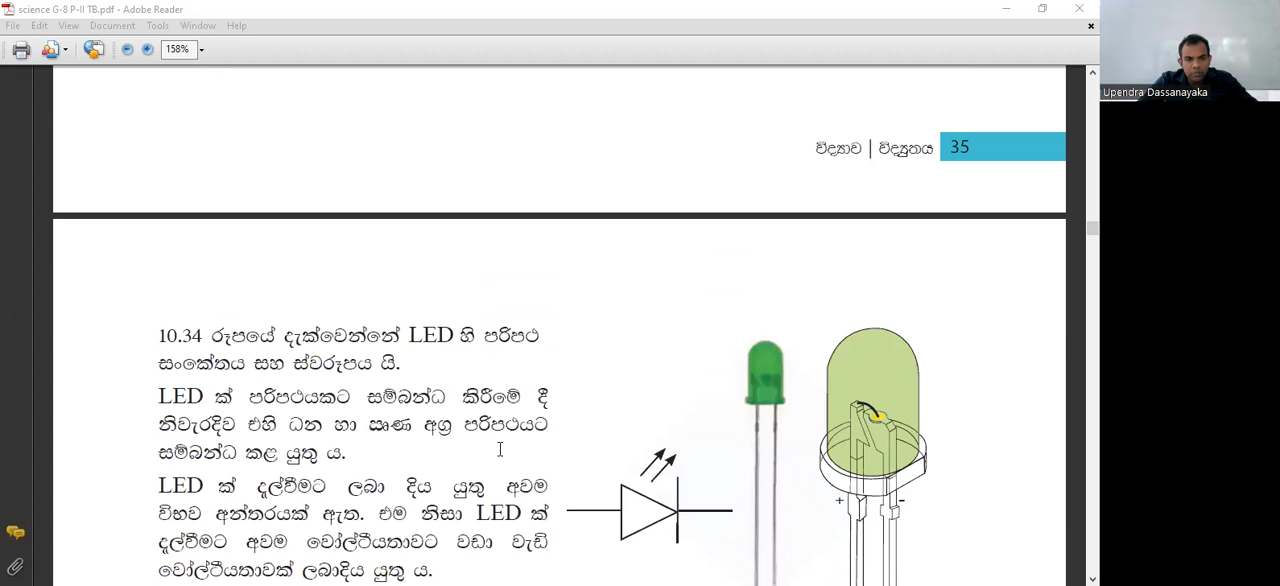 science G-8 P-II TB.pdf - Adobe Reader
File Edit View Document Tools Window Help
158%
Upendra Dassanayaka
විද්‍යාව | විද්‍යුතය 35
10.34 රූපයේ දැක්වෙන්නේ LED හි පරිපථ
සංකේතය සහ ස්වරූපය යි.
LED ක් පරිපථයකට සම්බන්ධ කිරීමේ දී
නිවැරදිව එහි ධන හා ඍණ අග්‍ර පරිපථයට
සම්බන්ධ කළ යුතු ය.
LED ක් දැල්වීමට ලබා දිය යුතු අවම
විභව අන්තරයක් ඇත. එම නිසා LED ක්
දැල්වීමට අවම වෝල්ටීයතාවට වඩා වැඩි
වෝල්ටීයතාවක් ලබාදිය යුතු ය.
+ -